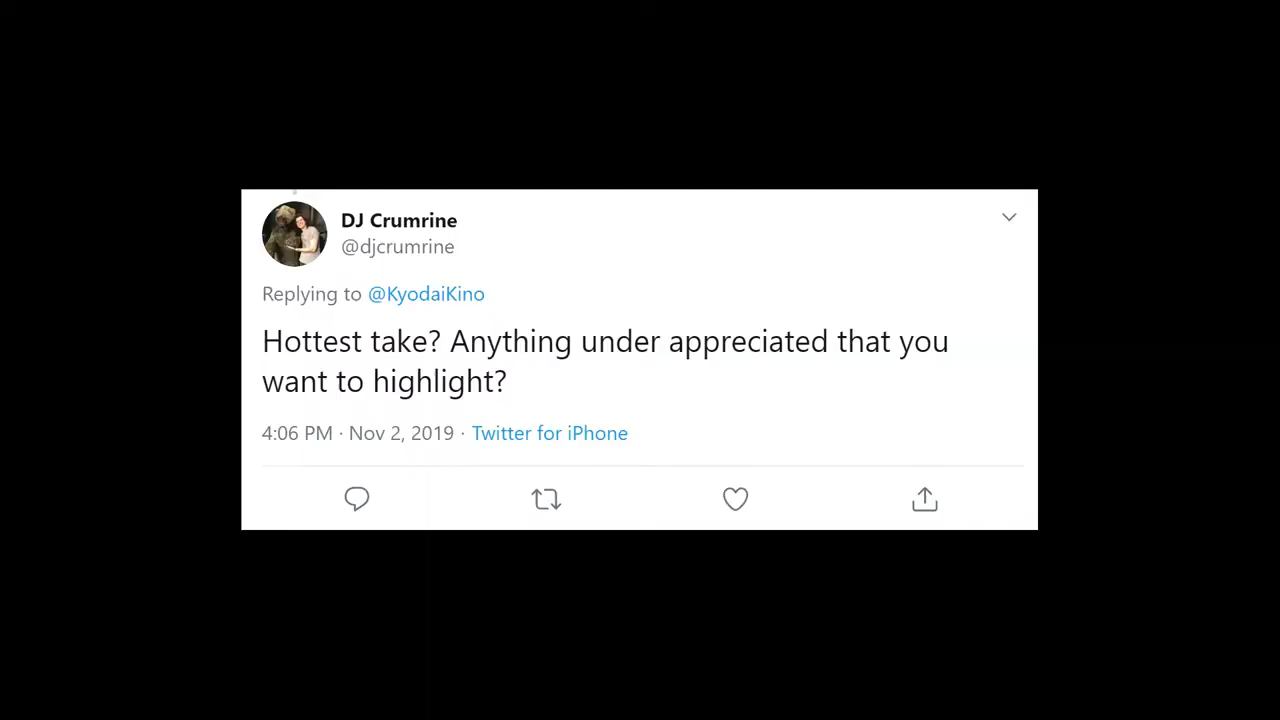 DJ Crumrine
@djcrumrine
Replying to @KyodaiKino
Hottest take? Anything under appreciated that you
want to highlight?
4:06 PM · Nov 2, 2019 · Twitter for iPhone